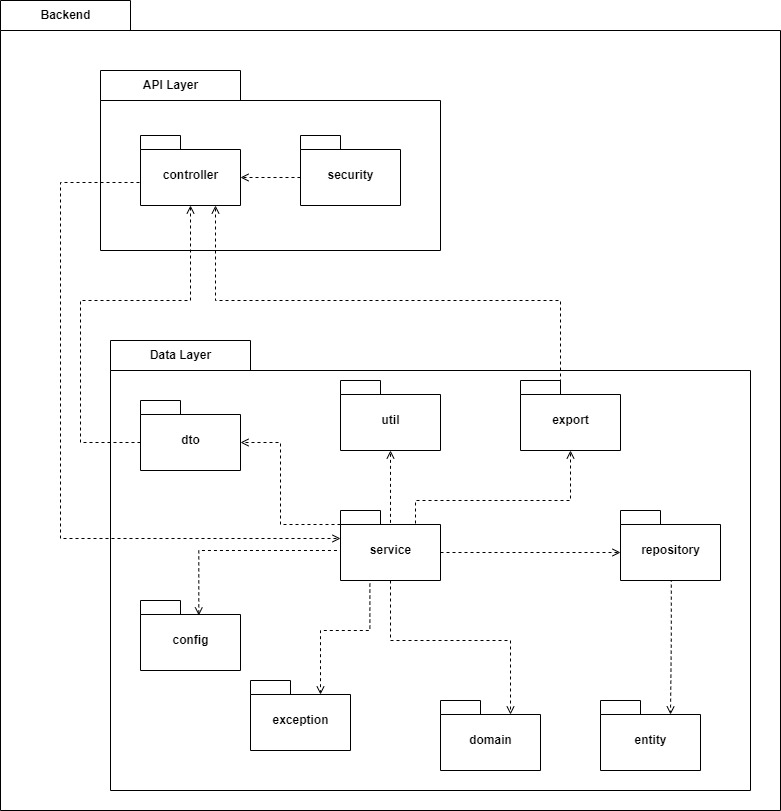 Backend
API Layer
controller
security
Data Layer
dto
util
export
service
repository
config
exception
domain
entity